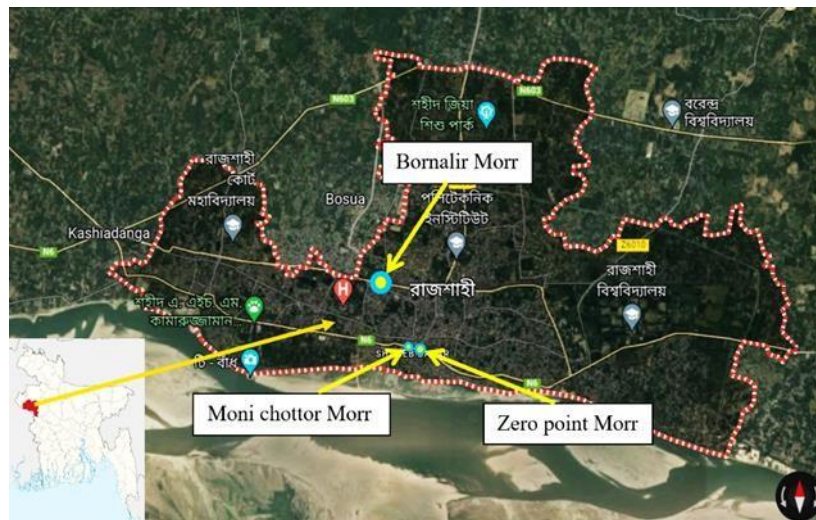 N603
শহীদ জিয়া
শিশু পার্ক
N603
বরেন্দ্র
বিশ্ববিদ্যালয়
Bornalir Morr
রাজশাহী
কোর্ট
মহাবিদ্যালয়
Bosua
পলিটেকনিক
ইনস্টিটিউট
Kashiadanga
N6
Z6010
রাজশাহী
বিশ্ববিদ্যালয়
H
রাজশাহী
শহীদ এ. এইচ. এম.
কামারুজ্জামান...
N6
টি - বাঁধ
N6
Moni chottor Morr
Zero point Morr